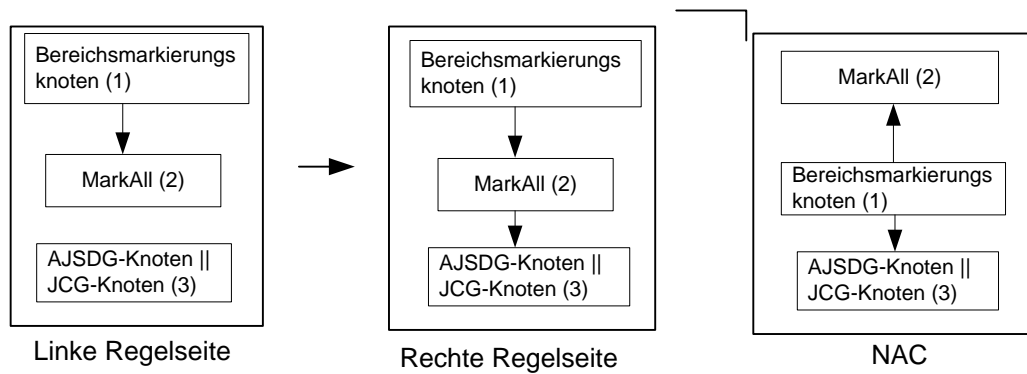 Bereichsmarkierungs
knoten (1)
MarkAll (2)
AJSDG-Knoten ||
JCG-Knoten (3)
Linke Regelseite
Bereichsmarkierungs
knoten (1)
MarkAll (2)
AJSDG-Knoten ||
JCG-Knoten (3)
Rechte Regelseite
MarkAll (2)
Bereichsmarkierungs
knoten (1)
AJSDG-Knoten ||
JCG-Knoten (3)
NAC